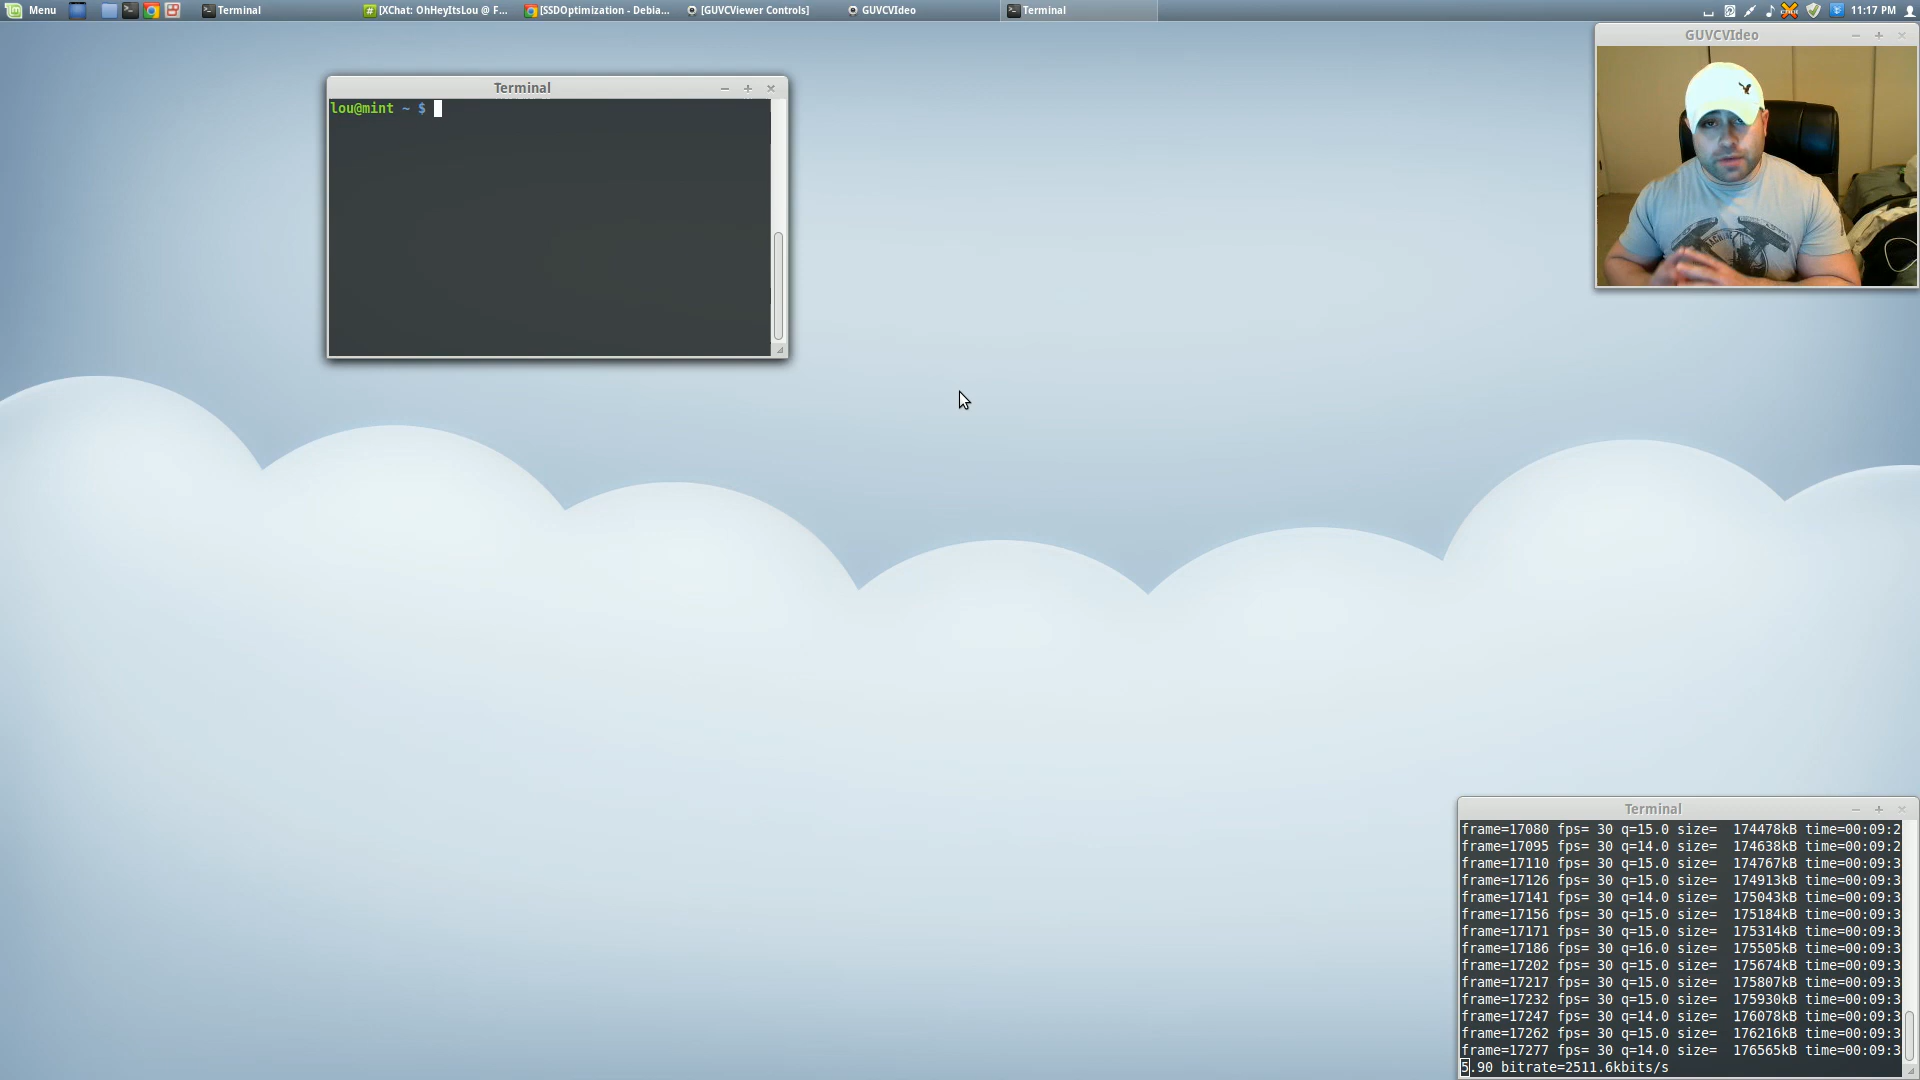 Menu
Terminal
[XChat: OhHeyItsLou @ F...
[SSDOptimization - Debia...
[GUVCViewer Controls]
GUVCVIdeo
Terminal
11:17 PM
GUVCVIdeo
Terminal
lou@mint ~ $
Terminal
frame=17080 fps= 30 q=15.0 size=  174478kB time=00:09:2
frame=17095 fps= 30 q=14.0 size=  174638kB time=00:09:2
frame=17110 fps= 30 q=15.0 size=  174767kB time=00:09:3
frame=17126 fps= 30 q=15.0 size=  174913kB time=00:09:3
frame=17141 fps= 30 q=14.0 size=  175043kB time=00:09:3
frame=17156 fps= 30 q=15.0 size=  175184kB time=00:09:3
frame=17171 fps= 30 q=15.0 size=  175314kB time=00:09:3
frame=17186 fps= 30 q=16.0 size=  175505kB time=00:09:3
frame=17202 fps= 30 q=15.0 size=  175674kB time=00:09:3
frame=17217 fps= 30 q=15.0 size=  175807kB time=00:09:3
frame=17232 fps= 30 q=15.0 size=  175930kB time=00:09:3
frame=17247 fps= 30 q=14.0 size=  176078kB time=00:09:3
frame=17262 fps= 30 q=15.0 size=  176216kB time=00:09:3
frame=17277 fps= 30 q=14.0 size=  176565kB time=00:09:3
5.90 bitrate=2511.6kbits/s